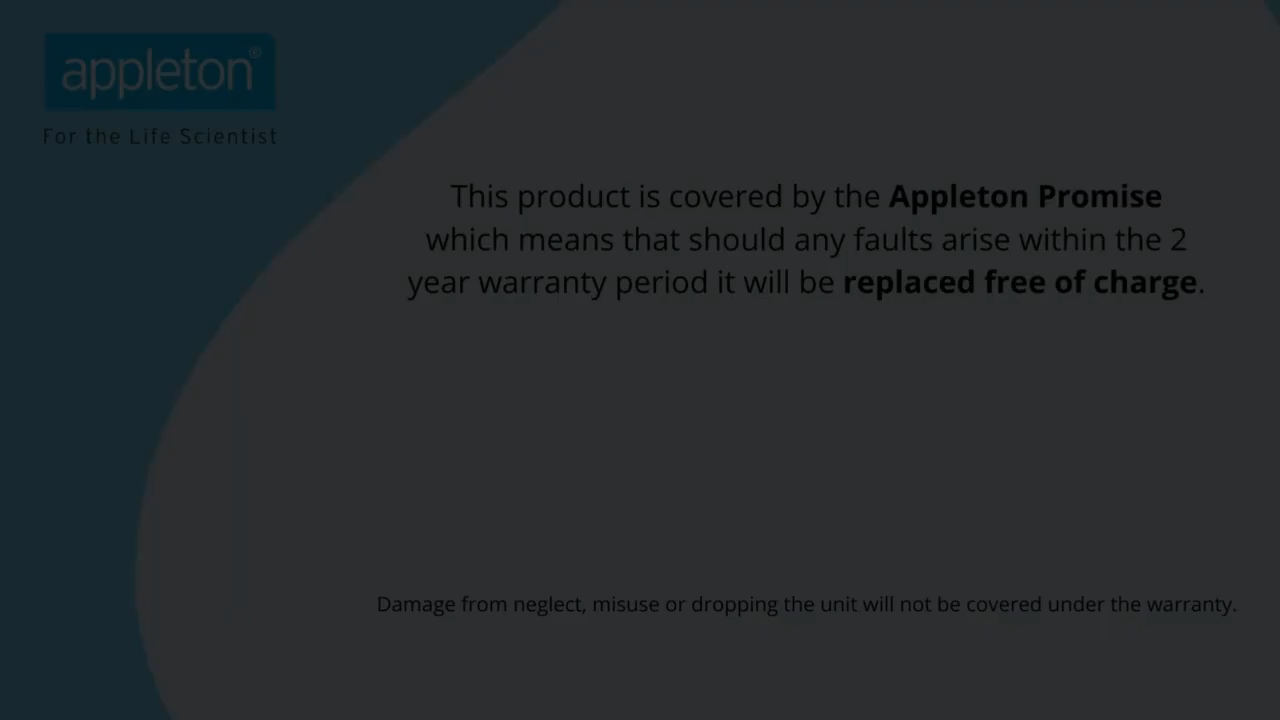 appleton®
For the Life Scientist
This product is covered by the Appleton Promise
which means that should any faults arise within the 2
year warranty period it will be replaced free of charge.
Damage from neglect, misuse or dropping the unit will not be covered under the warranty.